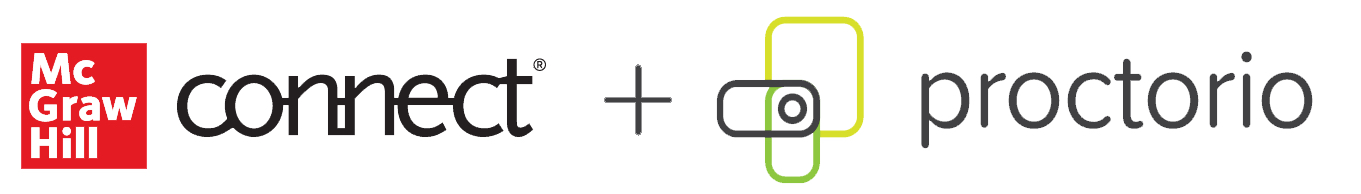 Mc
Graw
Hill
connect®
+
proctorio